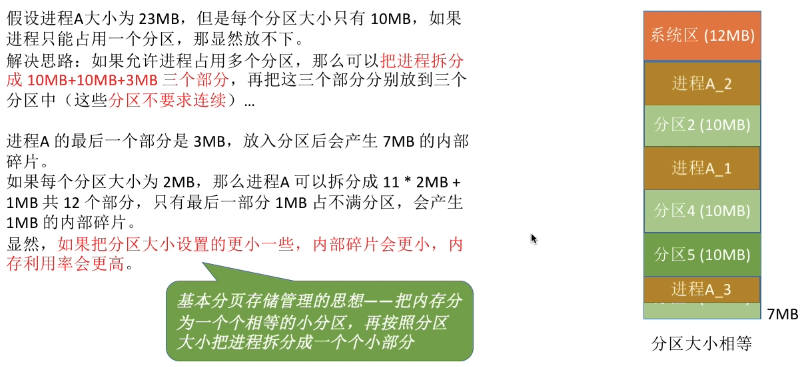 假设进程A大小为 23MB，但是每个分区大小只有 10MB，如果
进程只能占用一个分区，那显然放不下。
解决思路：如果允许进程占用多个分区，那么可以把进程拆分
成 10MB+10MB+3MB 三个部分，再把这三个部分分别放到三个
分区中（这些分区不要求连续）...
进程A 的最后一个部分是 3MB，放入分区后会产生 7MB 的内部
碎片。
如果每个分区大小为 2MB，那么进程A 可以拆分成 11 * 2MB +
1MB 共 12 个部分，只有最后一部分 1MB 占不满分区，会产生
1MB 的内部碎片。
显然，如果把分区大小设置的更小一些，内部碎片会更小，内
存利用率会更高。
基本分页存储管理的思想——把内存分
为一个个相等的小分区，再按照分区
大小把进程拆分成一个个小部分
系统区 (12MB)
进程A_2
分区2 (10MB)
进程A_1
分区4 (10MB)
分区5 (10MB)
进程A_3
7MB
分区大小相等